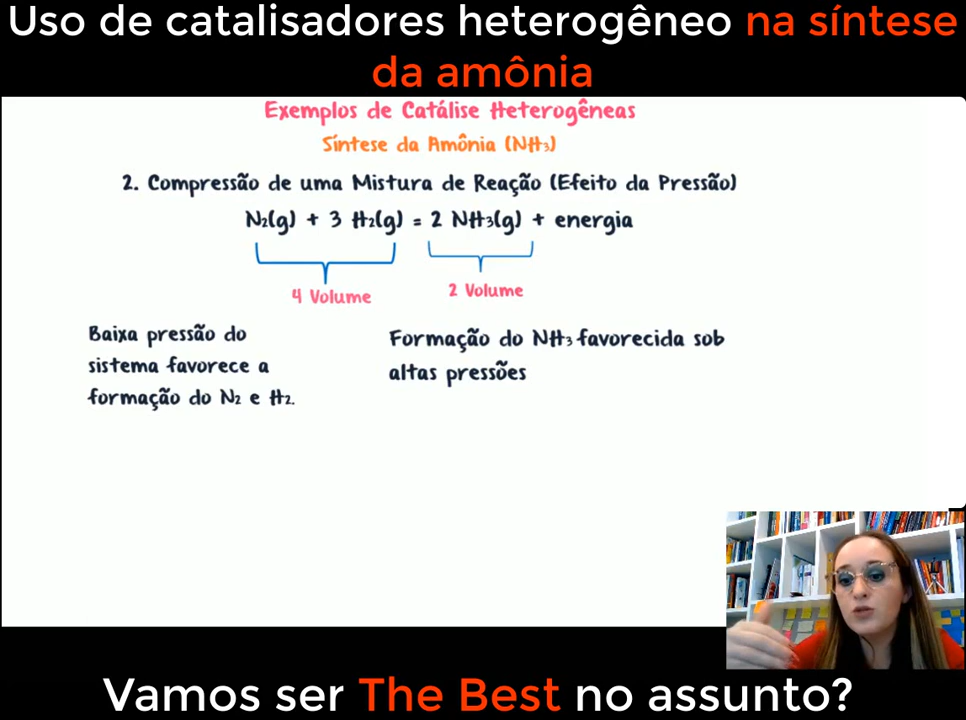 Uso de catalisadores heterogêneo na síntese
da amônia
Exemplos de Catálise Heterogêneas
Síntese da Amônia (NH₃)
2. Compressão de uma Mistura de Reação (Efeito da Pressão)
N₂(g) + 3 H₂(g) = 2 NH₃(g) + energia
4 Volume
2 Volume
Baixa pressão do
sistema favorece a
formação do N₂ e H₂.
Formação do NH₃ favorecida sob
altas pressões
Vamos ser The Best no assunto?